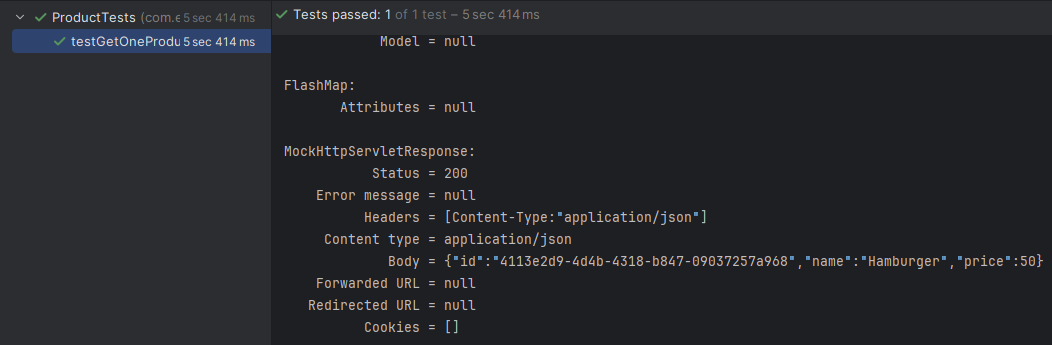 ProductTests (com.e 5 sec 414 ms
testGetOneProdu 5 sec 414 ms
Tests passed: 1 of 1 test – 5 sec 414 ms
Model = null
FlashMap:
Attributes = null
MockHttpServletResponse:
Status = 200
Error message = null
Headers = [Content-Type:"application/json"]
Content type = application/json
Body = {"id":"4113e2d9-4d4b-4318-b847-09037257a968","name":"Hamburger","price":50}
Forwarded URL = null
Redirected URL = null
Cookies = []